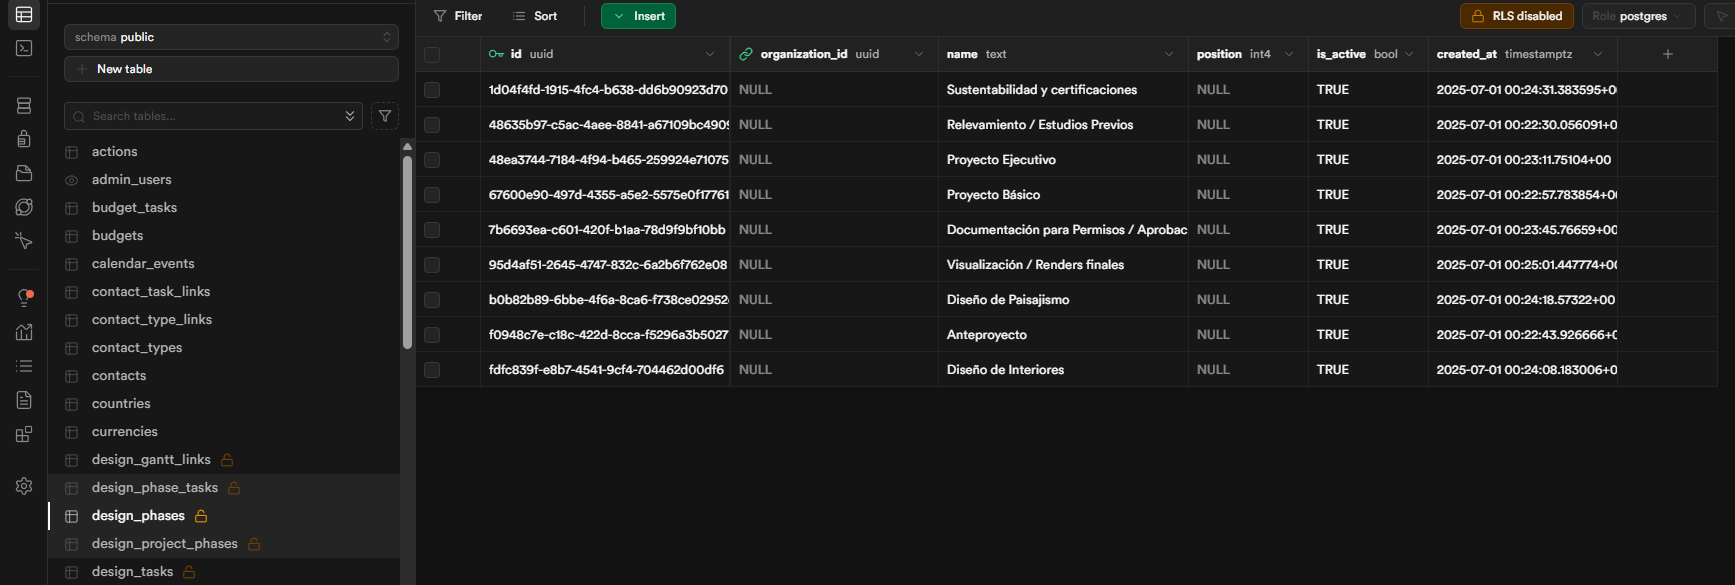 Filter Sort Insert RLS disabled Role postgres
schema public
New table
Search tables...
actions
admin_users
budget_tasks
budgets
calendar_events
contact_task_links
contact_type_links
contact_types
contacts
countries
currencies
design_gantt_links
design_phase_tasks
design_phases
design_project_phases
design_tasks
id uuid organization_id uuid name text position int4 is_active bool created_at timestamptz
1d04f4fd-1915-4fc4-b638-dd6b90923d70 NULL Sustentabilidad y certificaciones NULL TRUE 2025-07-01 00:24:31.383595+0
48635b97-c5ac-4aee-8841-a67109bc4909 NULL Relevamiento / Estudios Previos NULL TRUE 2025-07-01 00:22:30.056091+0
48ea3744-7184-4f94-b465-259924e71075 NULL Proyecto Ejecutivo NULL TRUE 2025-07-01 00:23:11.75104+00
67600e90-497d-4355-a5e2-5575e0f17761 NULL Proyecto Básico NULL TRUE 2025-07-01 00:22:57.783854+0
7b6693ea-c601-420f-b1aa-78d9f9bf10bb NULL Documentación para Permisos / Aprobac NULL TRUE 2025-07-01 00:23:45.76659+00
95d4af51-2645-4747-832c-6a2b6f762e08 NULL Visualización / Renders finales NULL TRUE 2025-07-01 00:25:01.447774+00
b0b82b89-6bbe-4f6a-8ca6-f738ce02952 NULL Diseño de Paisajismo NULL TRUE 2025-07-01 00:24:18.57322+00
f0948c7e-c18c-422d-8cca-f5296a3b5027 NULL Anteproyecto NULL TRUE 2025-07-01 00:22:43.926666+0
fdfc839f-e8b7-4541-9cf4-704462d00df6 NULL Diseño de Interiores NULL TRUE 2025-07-01 00:24:08.183006+0